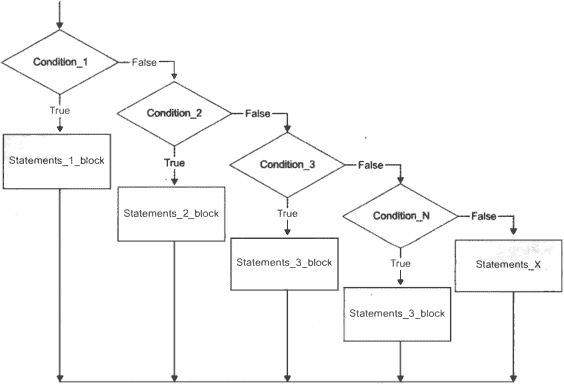 Condition_1
False
True
Condition_2
False
Statements_1_block
True
Condition_3
False
Statements_2_block
True
Condition_N
False
Statements_3_block
True
Statements_X
Statements_3_block